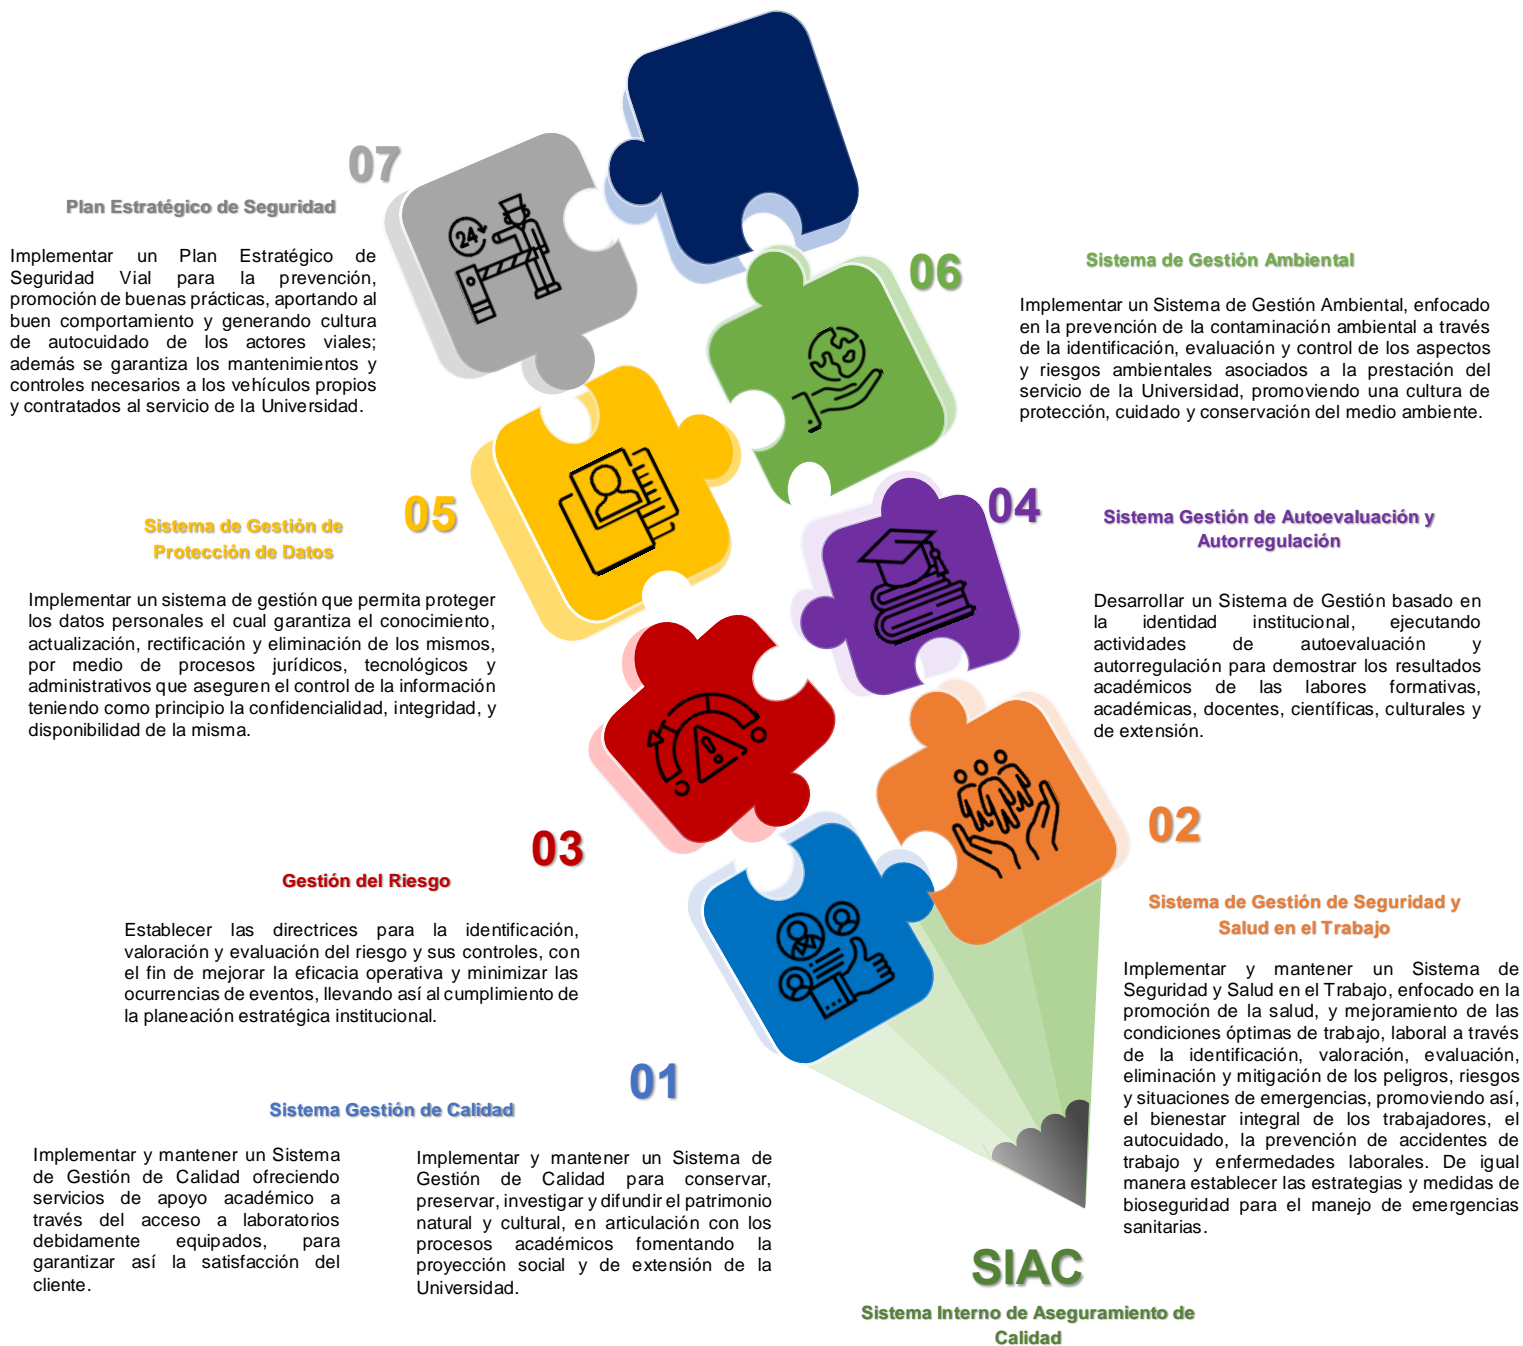 07
Plan Estratégico de Seguridad
Implementar un Plan Estratégico de
Seguridad Vial para la prevención,
promoción de buenas prácticas, aportando al
buen comportamiento y generando cultura
de autocuidado de los actores viales;
además se garantiza los mantenimientos y
controles necesarios a los vehículos propios
y contratados al servicio de la Universidad.
24
06
Sistema de Gestión Ambiental
Implementar un Sistema de Gestión Ambiental, enfocado
en la prevención de la contaminación ambiental a través
de la identificación, evaluación y control de los aspectos
y riesgos ambientales asociados a la prestación del
servicio de la Universidad, promoviendo una cultura de
protección, cuidado y conservación del medio ambiente.
05
Sistema de Gestión de
Protección de Datos
Implementar un sistema de gestión que permita proteger
los datos personales el cual garantiza el conocimiento,
actualización, rectificación y eliminación de los mismos,
por medio de procesos jurídicos, tecnológicos y
administrativos que aseguren el control de la información
teniendo como principio la confidencialidad, integridad, y
disponibilidad de la misma.
04
Sistema Gestión de Autoevaluación y
Autorregulación
Desarrollar un Sistema de Gestión basado en
la identidad institucional, ejecutando
actividades de autoevaluación y
autorregulación para demostrar los resultados
académicos de las labores formativas,
académicas, docentes, científicas, culturales y
de extensión.
03
Gestión del Riesgo
Establecer las directrices para la identificación,
valoración y evaluación del riesgo y sus controles, con
el fin de mejorar la eficacia operativa y minimizar las
ocurrencias de eventos, llevando así al cumplimiento de
la planeación estratégica institucional.
02
Sistema de Gestión de Seguridad y
Salud en el Trabajo
Implementar y mantener un Sistema de
Seguridad y Salud en el Trabajo, enfocado en la
promoción de la salud, y mejoramiento de las
condiciones óptimas de trabajo, laboral a través
de la identificación, valoración, evaluación,
eliminación y mitigación de los peligros, riesgos
y situaciones de emergencias, promoviendo así,
el bienestar integral de los trabajadores, el
autocuidado, la prevención de accidentes de
trabajo y enfermedades laborales. De igual
manera establecer las estrategias y medidas de
bioseguridad para el manejo de emergencias
sanitarias.
01
Sistema Gestión de Calidad
Implementar y mantener un Sistema
de Gestión de Calidad ofreciendo
servicios de apoyo académico a
través del acceso a laboratorios
debidamente equipados, para
garantizar así la satisfacción del
cliente.
Implementar y mantener un Sistema de
Gestión de Calidad para conservar,
preservar, investigar y difundir el patrimonio
natural y cultural, en articulación con los
procesos académicos fomentando la
proyección social y de extensión de la
Universidad.
SIAC
Sistema Interno de Aseguramiento de
Calidad